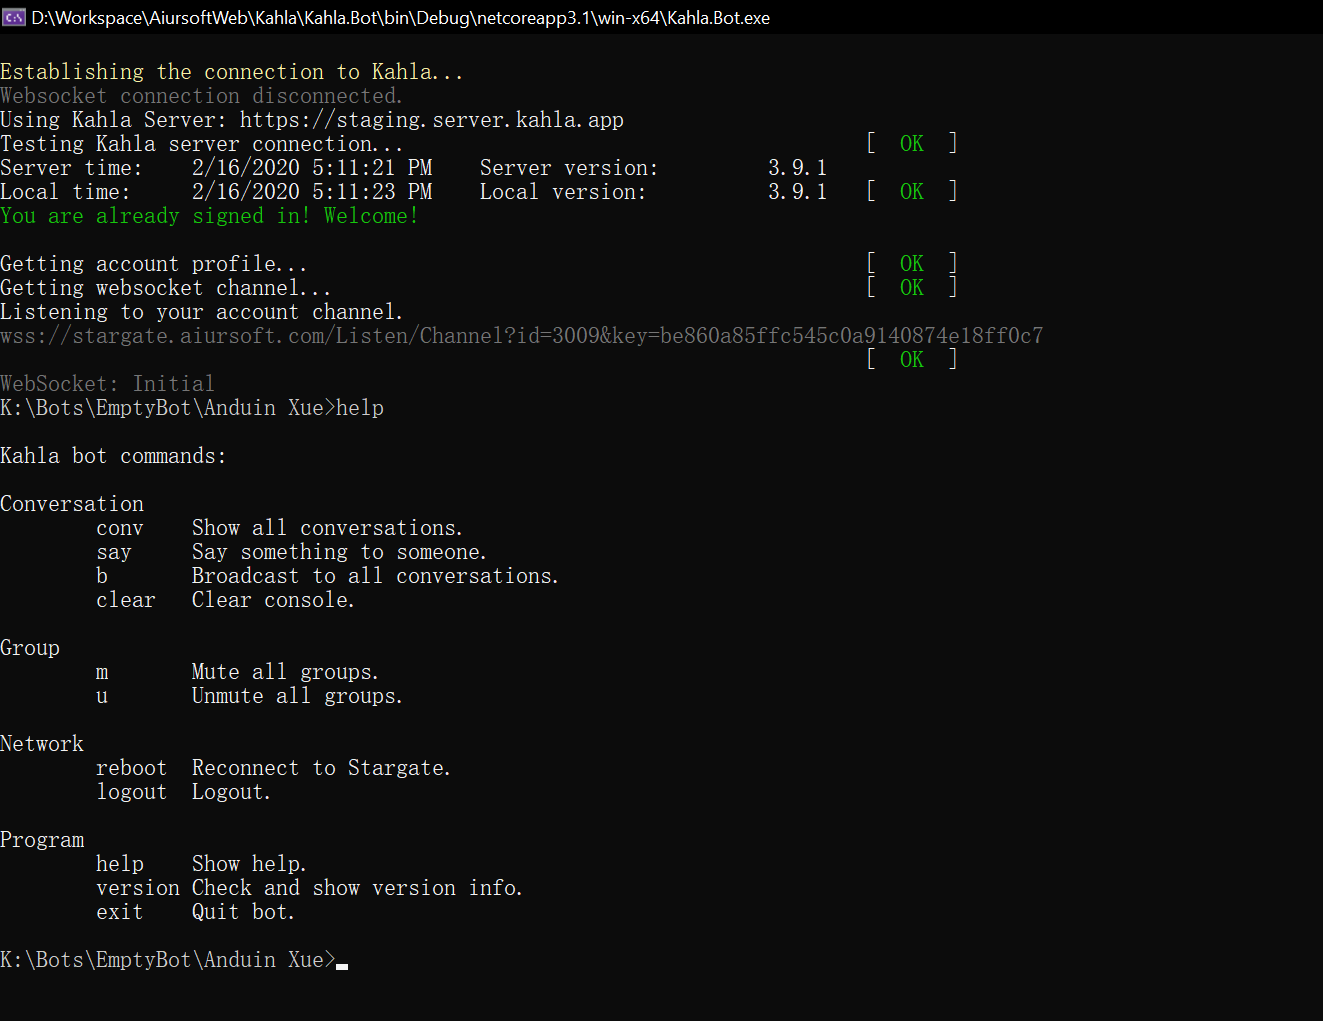 D:\Workspace\AiursoftWeb\Kahla\Kahla.Bot\bin\Debug\netcoreapp3.1\win-x64\Kahla.Bot.exe
Establishing the connection to Kahla...
Websocket connection disconnected.
Using Kahla Server: https://staging.server.kahla.app
Testing Kahla server connection... [ OK ]
Server time: 2/16/2020 5:11:21 PM Server version: 3.9.1
Local time: 2/16/2020 5:11:23 PM Local version: 3.9.1 [ OK ]
You are already signed in! Welcome!
Getting account profile... [ OK ]
Getting websocket channel... [ OK ]
Listening to your account channel.
wss://stargate.aiursoft.com/Listen/Channel?id=3009&key=be860a85ffc545c0a9140874e18ff0c7
[ OK ]
WebSocket: Initial
K:\Bots\EmptyBot\Anduin Xue>help
Kahla bot commands:
Conversation
conv Show all conversations.
say Say something to someone.
b Broadcast to all conversations.
clear Clear console.
Group
m Mute all groups.
u Unmute all groups.
Network
reboot Reconnect to Stargate.
logout Logout.
Program
help Show help.
version Check and show version info.
exit Quit bot.
K:\Bots\EmptyBot\Anduin Xue>